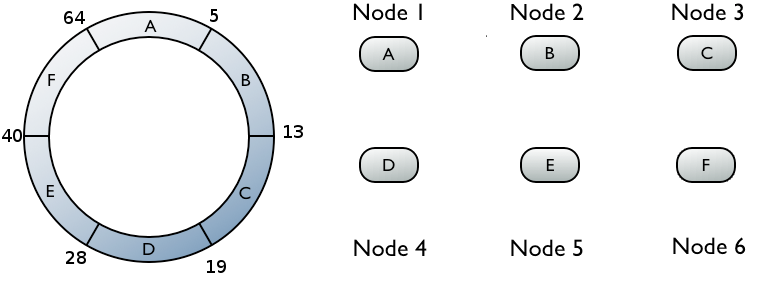 64
A
5
F
B
40
13
E
C
28
D
19
Node 1 Node 2 Node 3
A B C
D E F
Node 4 Node 5 Node 6